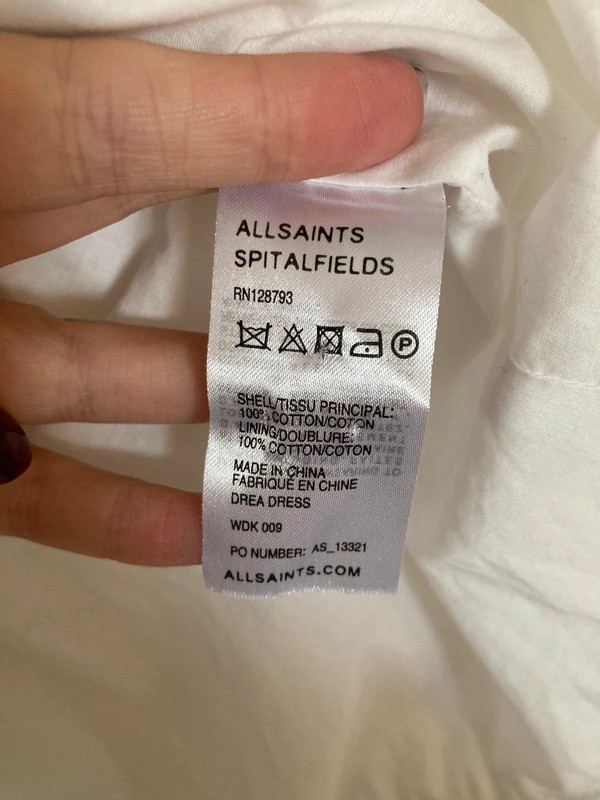 ALLSAINTS
SPITALFIELDS
RN128793
P
SHELL/TISSU PRINCIPAL:
100% COTTON/COTON
LINING/DOUBLURE:
100% COTTON/COTON
MADE IN CHINA
FABRIQUÉ EN CHINE
DREA DRESS
WDK 009
PO NUMBER: AS_13321
ALLSAINTS.COM